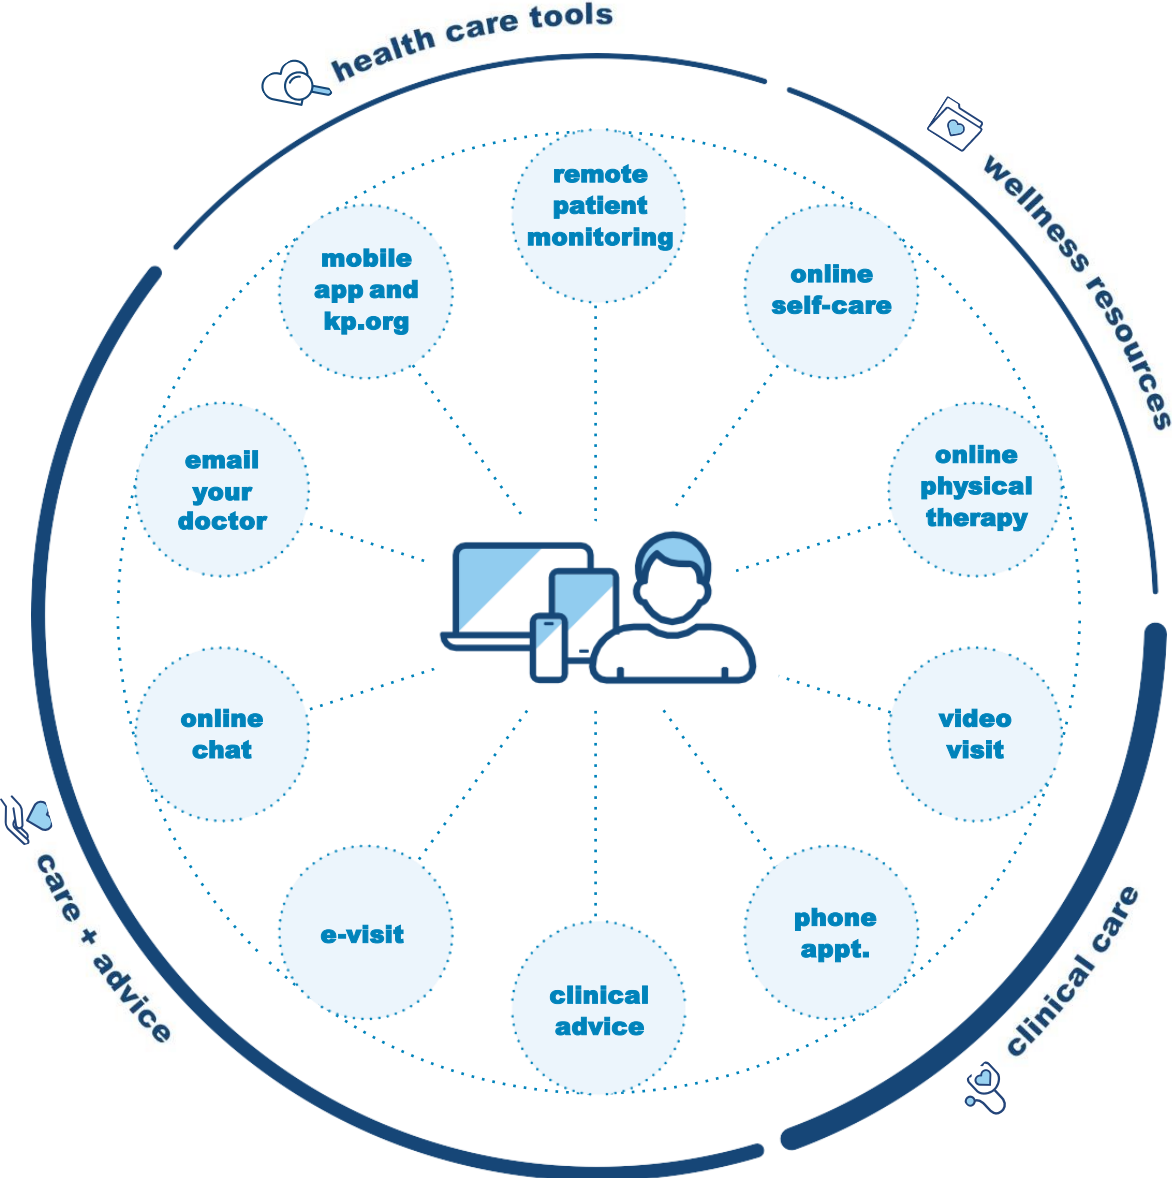 health care tools
wellness resources
remote
patient
monitoring
mobile
app and
kp.org
online
self-care
email
your
doctor
online
physical
therapy
online
chat
video
visit
e-visit
phone
appt.
clinical
advice
care + advice
clinical care